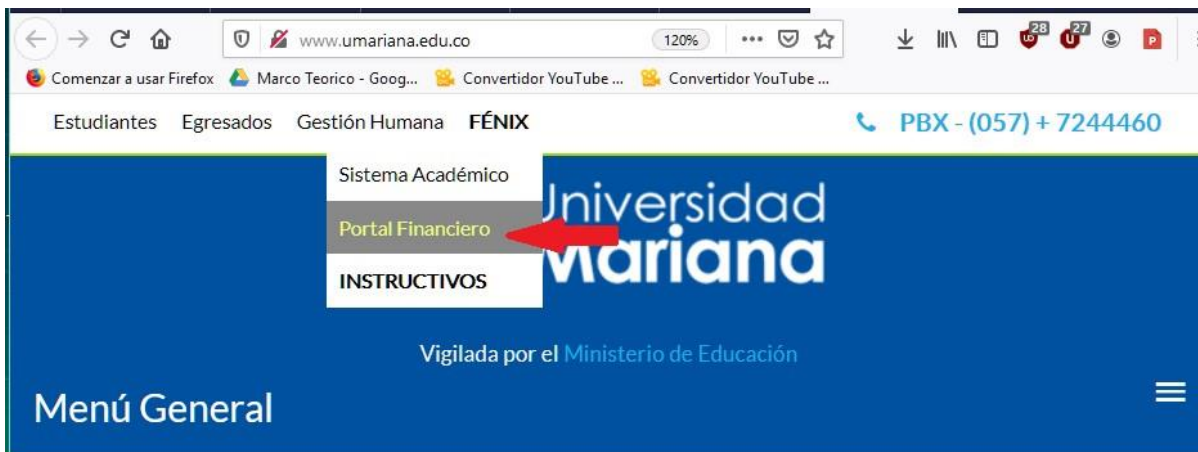 www.umariana.edu.co 120%
28 27
Comenzar a usar Firefox Marco Teorico - Goog... Convertidor YouTube ... Convertidor YouTube ...
Estudiantes Egresados Gestión Humana FÉNIX PBX - (057) + 7244460
Sistema Académico
Portal Financiero
INSTRUCTIVOS
Universidad
Mariana
Vigilada por el Ministerio de Educación
Menú General